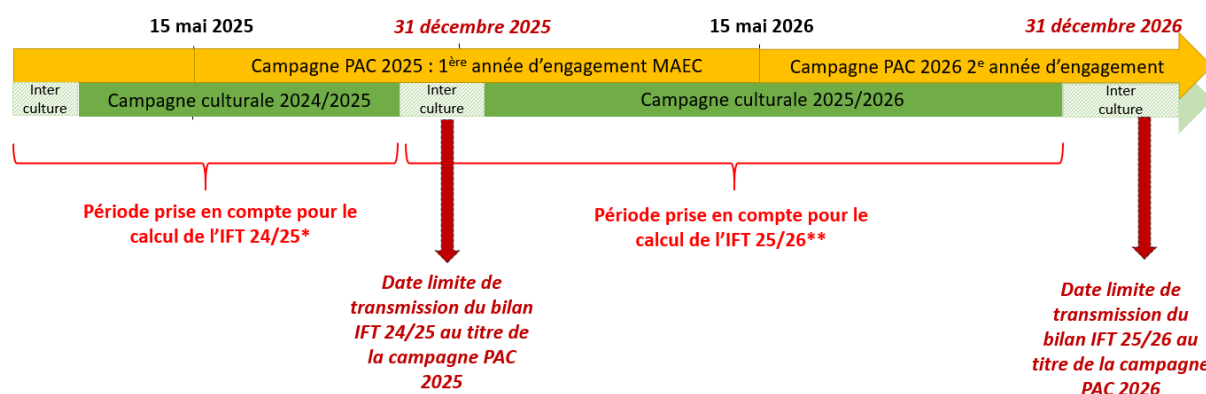 15 mai 2025
31 décembre 2025
15 mai 2026
31 décembre 2026
Campagne PAC 2025 : 1ère année d’engagement MAEC
Campagne PAC 2026 2e année d’engagement
Inter
culture
Campagne culturale 2024/2025
Inter
culture
Campagne culturale 2025/2026
Inter
culture
Période prise en compte pour le
calcul de l’IFT 24/25*
Période prise en compte pour le
calcul de l’IFT 25/26**
Date limite de
transmission du bilan
IFT 24/25 au titre de
la campagne PAC
2025
Date limite de
transmission du
bilan IFT 25/26 au
titre de la campagne
PAC 2026